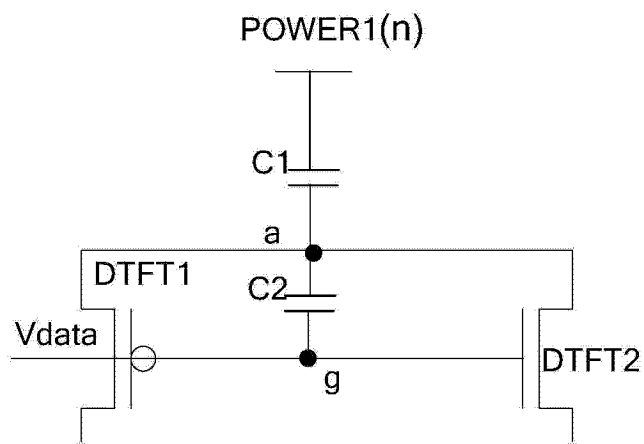 POWER1(n)
C1
a
DTFT1
C2
Vdata
DTFT2
g